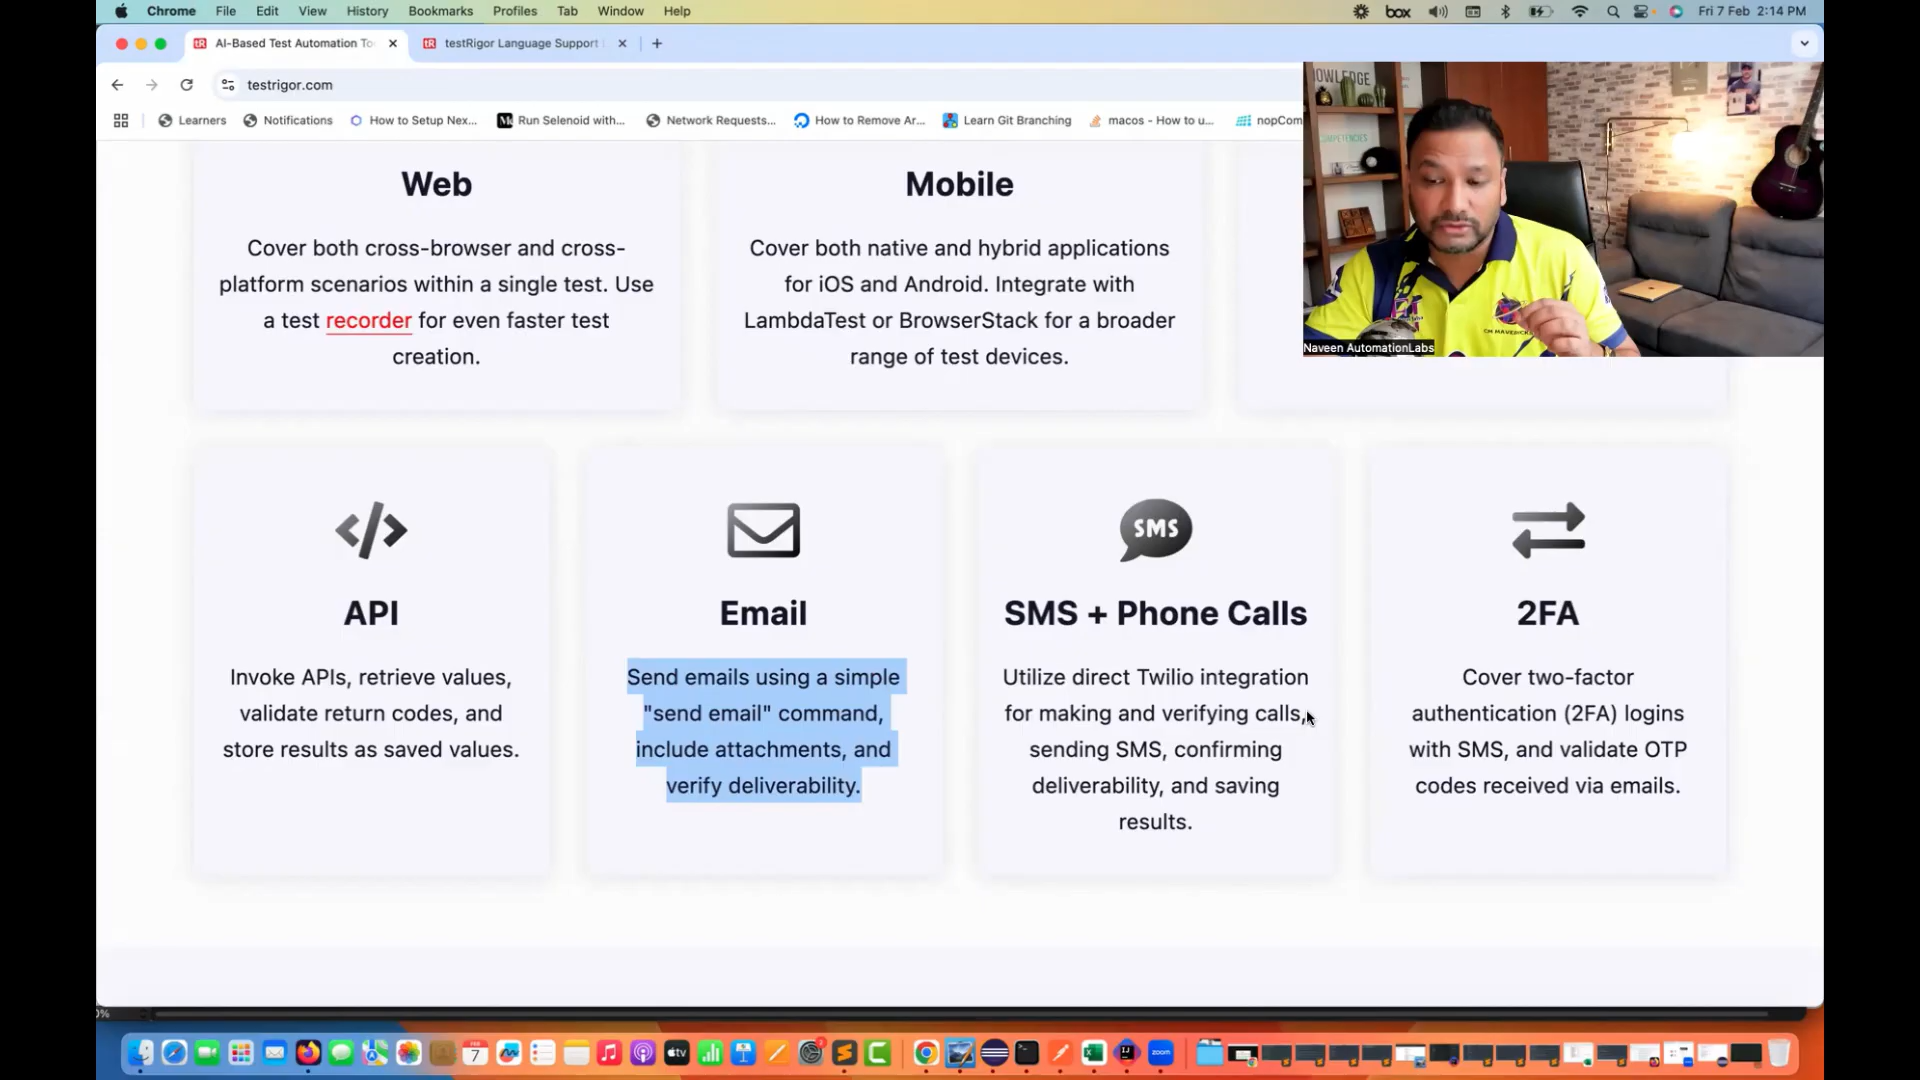 Chrome File Edit View History Bookmarks Profiles Tab Window Help box Fri 7 Feb 2:14 PM
AI-Based Test Automation To testRigor Language Support
testrigor.com
Learners Notifications How to Setup Nex... Run Selenoid with... Network Requests... How to Remove Ar... Learn Git Branching macos - How to u... nopCom
KNOWLEDGE
COMPETENCIES
CM MAVERICKS
Naveen AutomationLabs
Web
Cover both cross-browser and cross-
platform scenarios within a single test. Use
a test recorder for even faster test
creation.
Mobile
Cover both native and hybrid applications
for iOS and Android. Integrate with
LambdaTest or BrowserStack for a broader
range of test devices.
API
Invoke APIs, retrieve values,
validate return codes, and
store results as saved values.
Email
Send emails using a simple
"send email" command,
include attachments, and
verify deliverability.
SMS
SMS + Phone Calls
Utilize direct Twilio integration
for making and verifying calls,
sending SMS, confirming
deliverability, and saving
results.
2FA
Cover two-factor
authentication (2FA) logins
with SMS, and validate OTP
codes received via emails.
0%
7 tv zoom